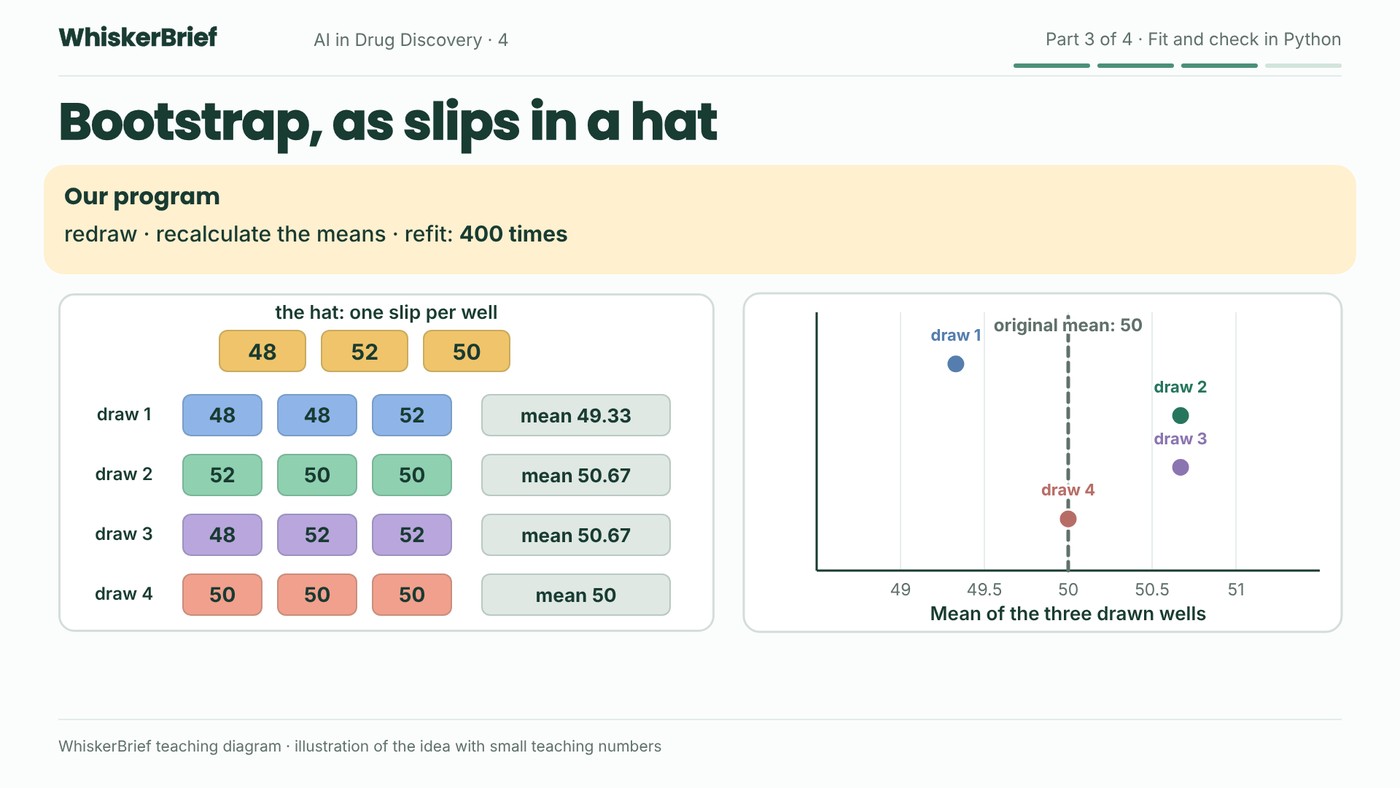 WhiskerBrief
AI in Drug Discovery · 4
Part 3 of 4 · Fit and check in Python
Bootstrap, as slips in a hat
Our program
redraw · recalculate the means · refit: 400 times
the hat: one slip per well
48 52 50
draw 1 48 48 52 mean 49.33
draw 2 52 50 50 mean 50.67
draw 3 48 52 52 mean 50.67
draw 4 50 50 50 mean 50
original mean: 50
draw 1
draw 2
draw 3
draw 4
49 49.5 50 50.5 51
Mean of the three drawn wells
WhiskerBrief teaching diagram · illustration of the idea with small teaching numbers